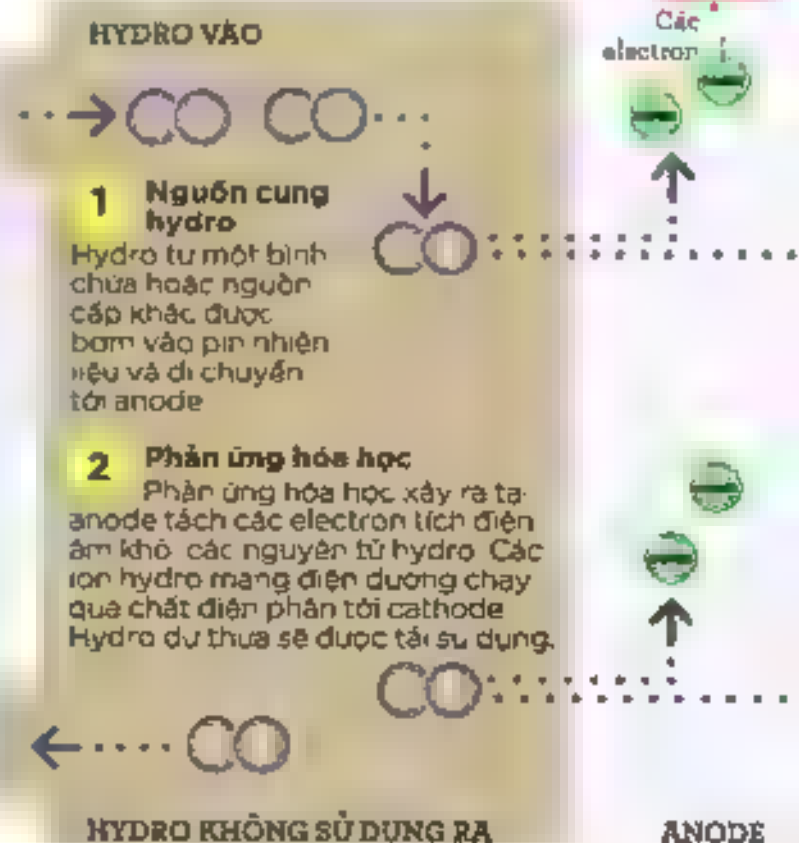 HYDRO VÀO
Các
electron
1 Nguồn cung
hydro
Hydro từ một bình
chứa hoặc nguồn
cấp khác được
bơm vào pin nhiên
liệu và di chuyển
tới anode
2 Phản ứng hóa học
Phản ứng hóa học xảy ra tại
anode tách các electron tích điện
âm khỏi các nguyên tử hydro. Các
ion hydro mang điện dương chạy
qua chất điện phân tới cathode
Hydro dư thừa sẽ được tái sử dụng.
HYDRO KHÔNG SỬ DỤNG RA
ANODE